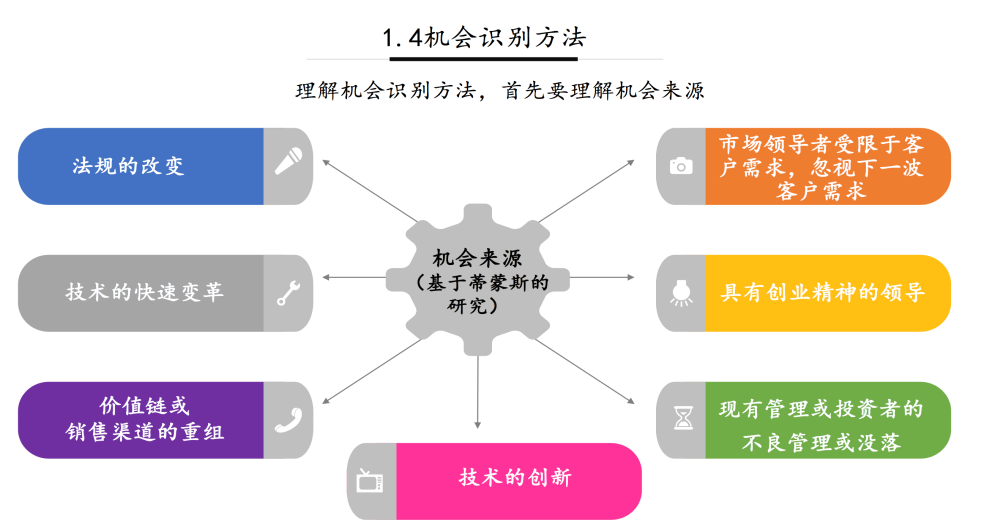 1.4机会识别方法
理解机会识别方法，首先要理解机会来源
法规的改变
技术的快速变革
价值链或
销售渠道的重组
机会来源
（基于蒂蒙斯的
研究）
技术的创新
市场领导者受限于客
户需求，忽视下一波
客户需求
具有创业精神的领导
现有管理或投资者的
不良管理或没落